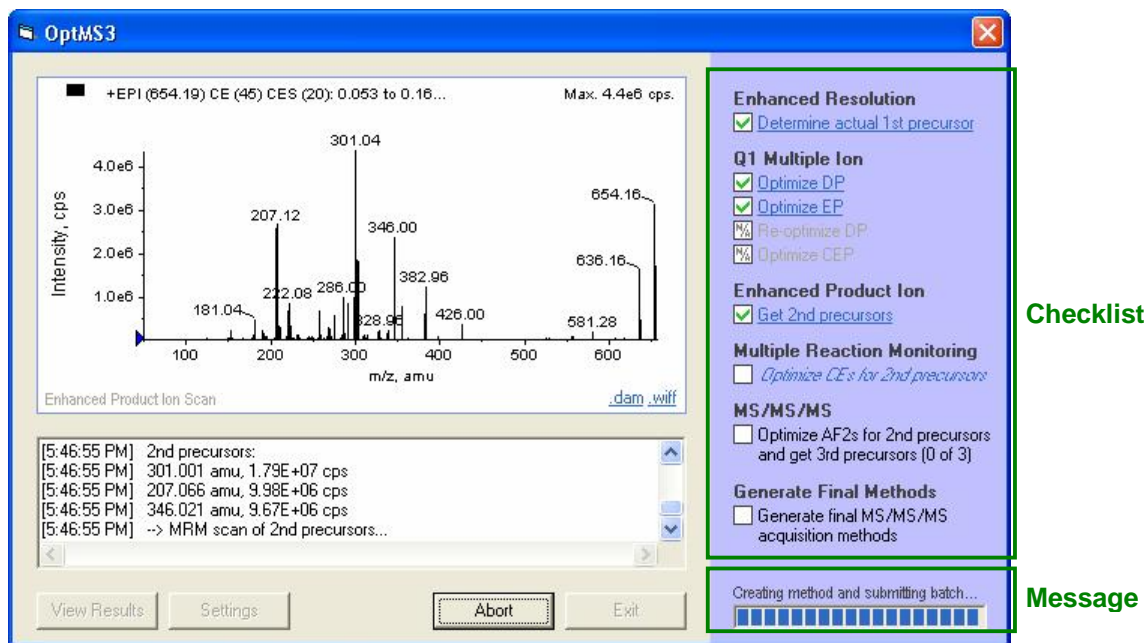 OptMS3
+EPI (654.19) CE (45) CES (20): 0.053 to 0.16...
Max. 4.4e6 cps.
Intensity, cps
4.0e6
3.0e6
2.0e6
1.0e6
181.04
207.12
222.08
286.00
301.04
328.96
346.00
382.96
426.00
581.28
636.16
654.16
100
200
300
400
500
600
m/z, amu
Enhanced Product Ion Scan
.dam .wiff
[5:46:55 PM] 2nd precursors:
[5:46:55 PM] 301.001 amu, 1.79E+07 cps
[5:46:55 PM] 207.066 amu, 9.98E+06 cps
[5:46:55 PM] 346.021 amu, 9.67E+06 cps
[5:46:55 PM] --> MRM scan of 2nd precursors...
View Results
Settings
Abort
Exit
Enhanced Resolution
Determine actual 1st precursor
Q1 Multiple Ion
Optimize DP
Optimize EP
N/A Re-optimize DP
N/A Optimize CEP
Enhanced Product Ion
Get 2nd precursors
Multiple Reaction Monitoring
Optimize CEs for 2nd precursors
MS/MS/MS
Optimize AF2s for 2nd precursors
and get 3rd precursors (0 of 3)
Generate Final Methods
Generate final MS/MS/MS
acquisition methods
Creating method and submitting batch...
Checklist
Message